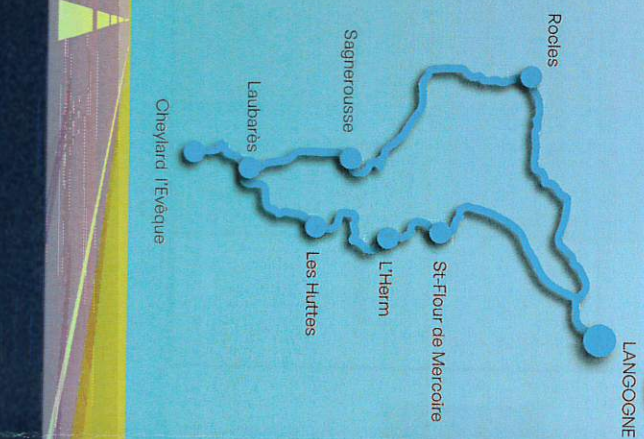 LANGOGNE
Rocles
St-Flour de Mercoire
L'Herm
Sagnerousse
Les Huttes
Laubarès
Cheylard l'Evêque